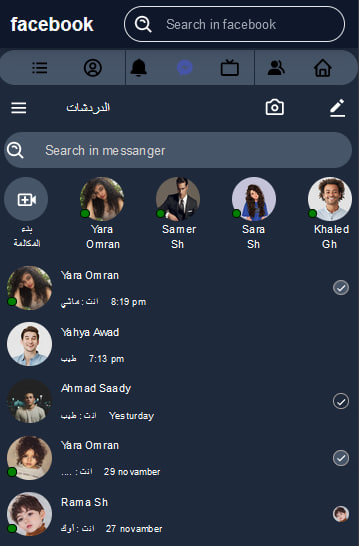 facebook
Search in facebook
الدردشات
Search in messanger
بدء
المكالمة
Yara
Omran
Samer
Sh
Sara
Sh
Khaled
Gh
Yara Omran
انت : ماشي 8:19 pm
Yahya Awad
طيب 7:13 pm
Ahmad Saady
انت : طيب Yesturday
Yara Omran
انت : .... 29 novamber
Rama Sh
انت : أوك 27 novamber